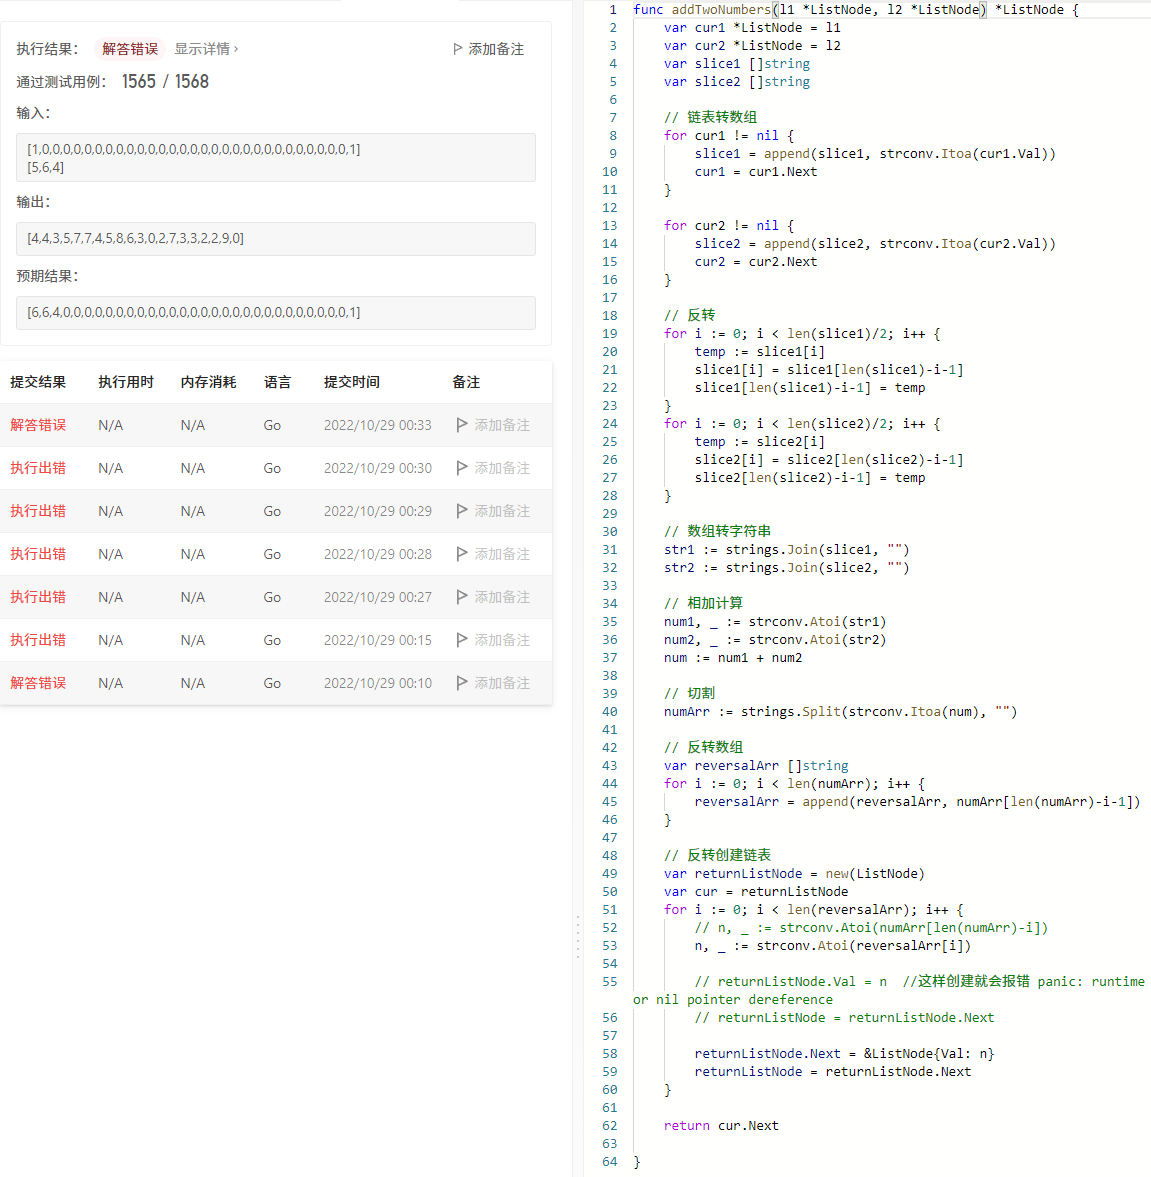 执行结果： 解答错误 显示详情 › 添加备注
通过测试用例： 1565 / 1568
输入：
[1,0,0,0,0,0,0,0,0,0,0,0,0,0,0,0,0,0,0,0,0,0,0,0,0,0,0,0,0,0,1]
[5,6,4]
输出：
[4,4,3,5,7,7,4,5,8,6,3,0,2,7,3,3,2,2,9,0]
预期结果：
[6,6,4,0,0,0,0,0,0,0,0,0,0,0,0,0,0,0,0,0,0,0,0,0,0,0,0,0,0,0,1]
提交结果 执行用时 内存消耗 语言 提交时间 备注
解答错误 N/A N/A Go 2022/10/29 00:33 添加备注
执行出错 N/A N/A Go 2022/10/29 00:30 添加备注
执行出错 N/A N/A Go 2022/10/29 00:29 添加备注
执行出错 N/A N/A Go 2022/10/29 00:28 添加备注
执行出错 N/A N/A Go 2022/10/29 00:27 添加备注
执行出错 N/A N/A Go 2022/10/29 00:15 添加备注
解答错误 N/A N/A Go 2022/10/29 00:10 添加备注
1 func addTwoNumbers(l1 *ListNode, l2 *ListNode) *ListNode {
2 var cur1 *ListNode = l1
3 var cur2 *ListNode = l2
4 var slice1 []string
5 var slice2 []string
6
7 // 链表转数组
8 for cur1 != nil {
9 slice1 = append(slice1, strconv.Itoa(cur1.Val))
10 cur1 = cur1.Next
11 }
12
13 for cur2 != nil {
14 slice2 = append(slice2, strconv.Itoa(cur2.Val))
15 cur2 = cur2.Next
16 }
17
18 // 反转
19 for i := 0; i < len(slice1)/2; i++ {
20 temp := slice1[i]
21 slice1[i] = slice1[len(slice1)-i-1]
22 slice1[len(slice1)-i-1] = temp
23 }
24 for i := 0; i < len(slice2)/2; i++ {
25 temp := slice2[i]
26 slice2[i] = slice2[len(slice2)-i-1]
27 slice2[len(slice2)-i-1] = temp
28 }
29
30 // 数组转字符串
31 str1 := strings.Join(slice1, "")
32 str2 := strings.Join(slice2, "")
33
34 // 相加计算
35 num1, _ := strconv.Atoi(str1)
36 num2, _ := strconv.Atoi(str2)
37 num := num1 + num2
38
39 // 切割
40 numArr := strings.Split(strconv.Itoa(num), "")
41
42 // 反转数组
43 var reversalArr []string
44 for i := 0; i < len(numArr); i++ {
45 reversalArr = append(reversalArr, numArr[len(numArr)-i-1])
46 }
47
48 // 反转创建链表
49 var returnListNode = new(ListNode)
50 var cur = returnListNode
51 for i := 0; i < len(reversalArr); i++ {
52 // n, _ := strconv.Atoi(numArr[len(numArr)-i])
53 n, _ := strconv.Atoi(reversalArr[i])
54
55 // returnListNode.Val = n //这样创建就会报错 panic: runtime
or nil pointer dereference
56 // returnListNode = returnListNode.Next
57
58 returnListNode.Next = &ListNode{Val: n}
59 returnListNode = returnListNode.Next
60 }
61
62 return cur.Next
63
64 }